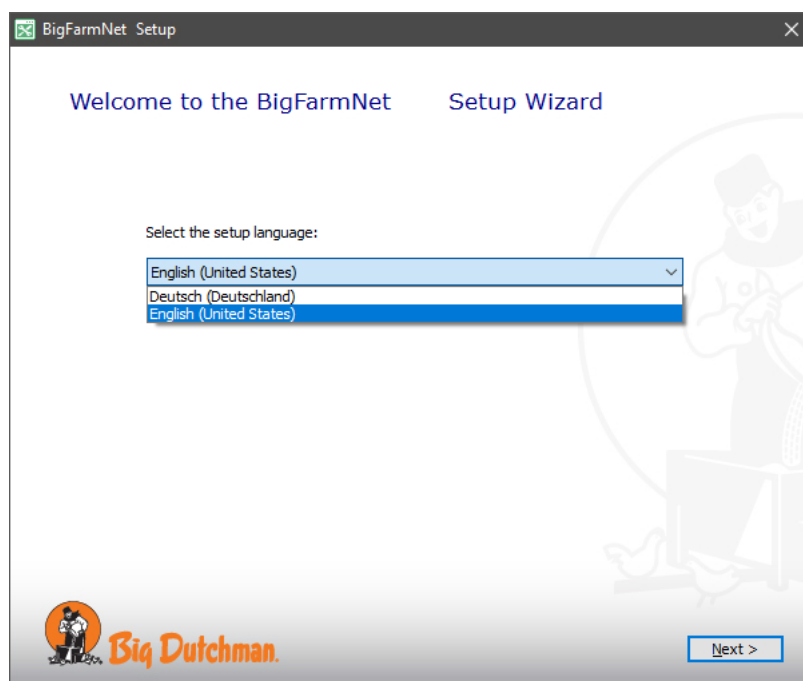 BigFarmNet Setup
Welcome to the BigFarmNet Setup Wizard
Select the setup language:
English (United States)
Deutsch (Deutschland)
English (United States)
Big Dutchman.
Next >